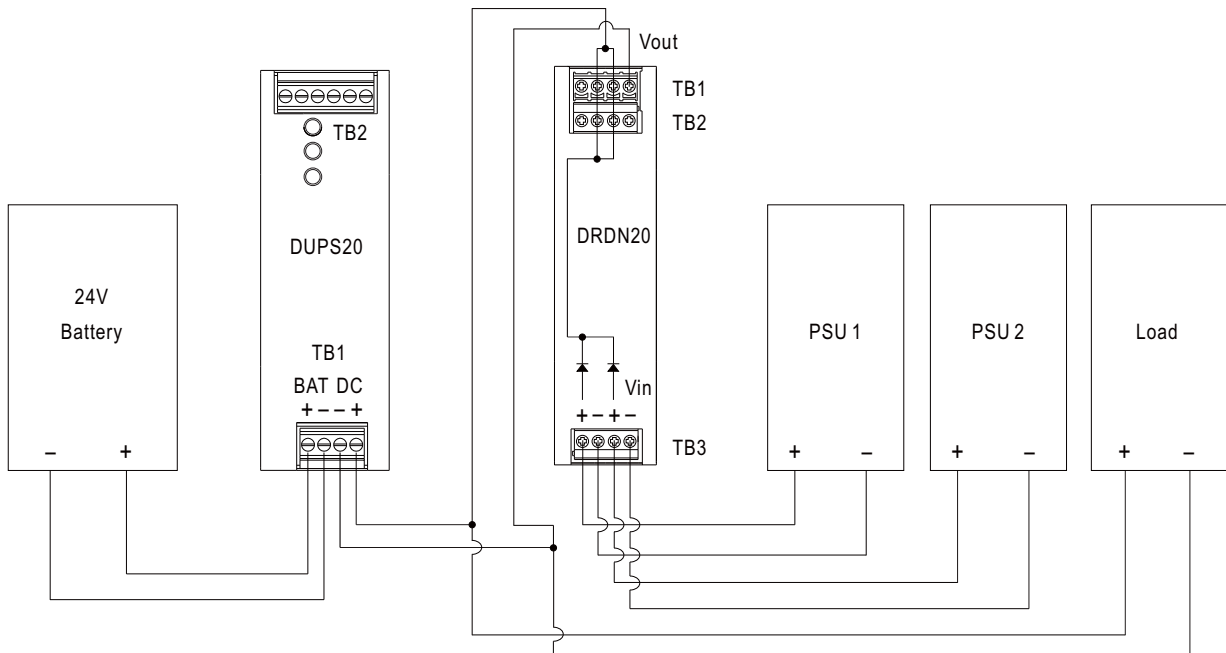 Vout
TB1
TB2
TB2
DUPS20
DRDN20
24V
Battery
PSU 1
PSU 2
Load
TB1
BAT DC
+ − − +
Vin
+ − + −
TB3
− +
+ −
+ −
+ −